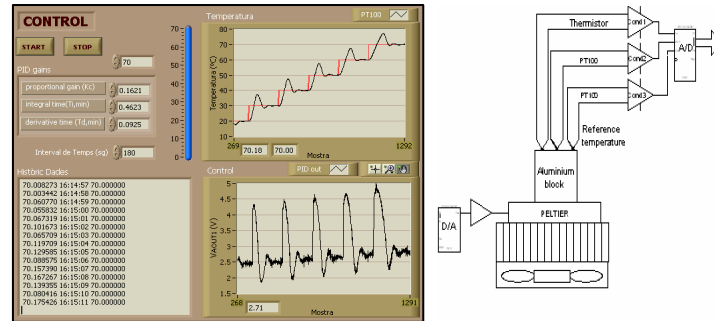 CONTROL
START
STOP
70
PID gains
proportional gain (Kc)
0.1621
integral time(Ti,min)
0.4623
derivative time (Td,min)
0.0925
Interval de Temps (sg)
180
70
60
50
40
30
20
10
0
Històric Dades
70.008273 16:14:57 70.000000
70.003442 16:14:58 70.000000
70.060770 16:14:59 70.000000
70.055832 16:15:00 70.000000
70.067319 16:15:01 70.000000
70.101673 16:15:02 70.000000
70.065709 16:15:03 70.000000
70.119709 16:15:04 70.000000
70.129585 16:15:05 70.000000
70.088575 16:15:06 70.000000
70.157390 16:15:07 70.000000
70.167267 16:15:08 70.000000
70.139355 16:15:09 70.000000
70.080416 16:15:10 70.000000
70.175426 16:15:11 70.000000
Temperatura
PT100
Temperatura (ºC)
80
70
60
50
40
30
20
10
269
1292
70.18
70.00
Mostra
Control
PID out
VAOUT1 (V)
5
4.5
4
3.5
3
2.5
2
1.5
268
1291
2.71
Mostra
Thermistor
Cond1
Cond2
A/D
PT100
Cond3
PT100
Reference
temperature
Aluminium
block
PELTIER
D/A